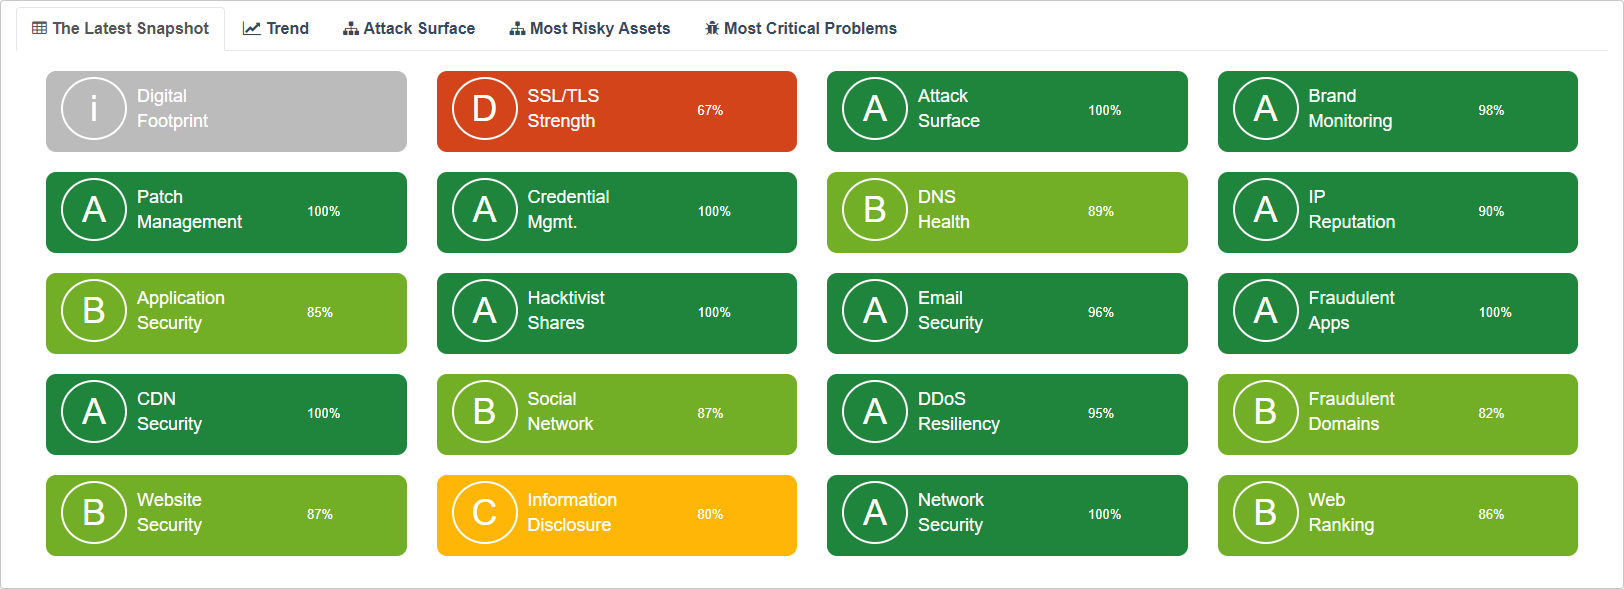 The Latest Snapshot
Trend
Attack Surface
Most Risky Assets
Most Critical Problems
i
Digital
Footprint
D
SSL/TLS
Strength
67%
A
Attack
Surface
100%
A
Brand
Monitoring
98%
A
Patch
Management
100%
A
Credential
Mgmt.
100%
B
DNS
Health
89%
A
IP
Reputation
90%
B
Application
Security
85%
A
Hacktivist
Shares
100%
A
Email
Security
96%
A
Fraudulent
Apps
100%
A
CDN
Security
100%
B
Social
Network
87%
A
DDoS
Resiliency
95%
B
Fraudulent
Domains
82%
B
Website
Security
87%
C
Information
Disclosure
80%
A
Network
Security
100%
B
Web
Ranking
86%